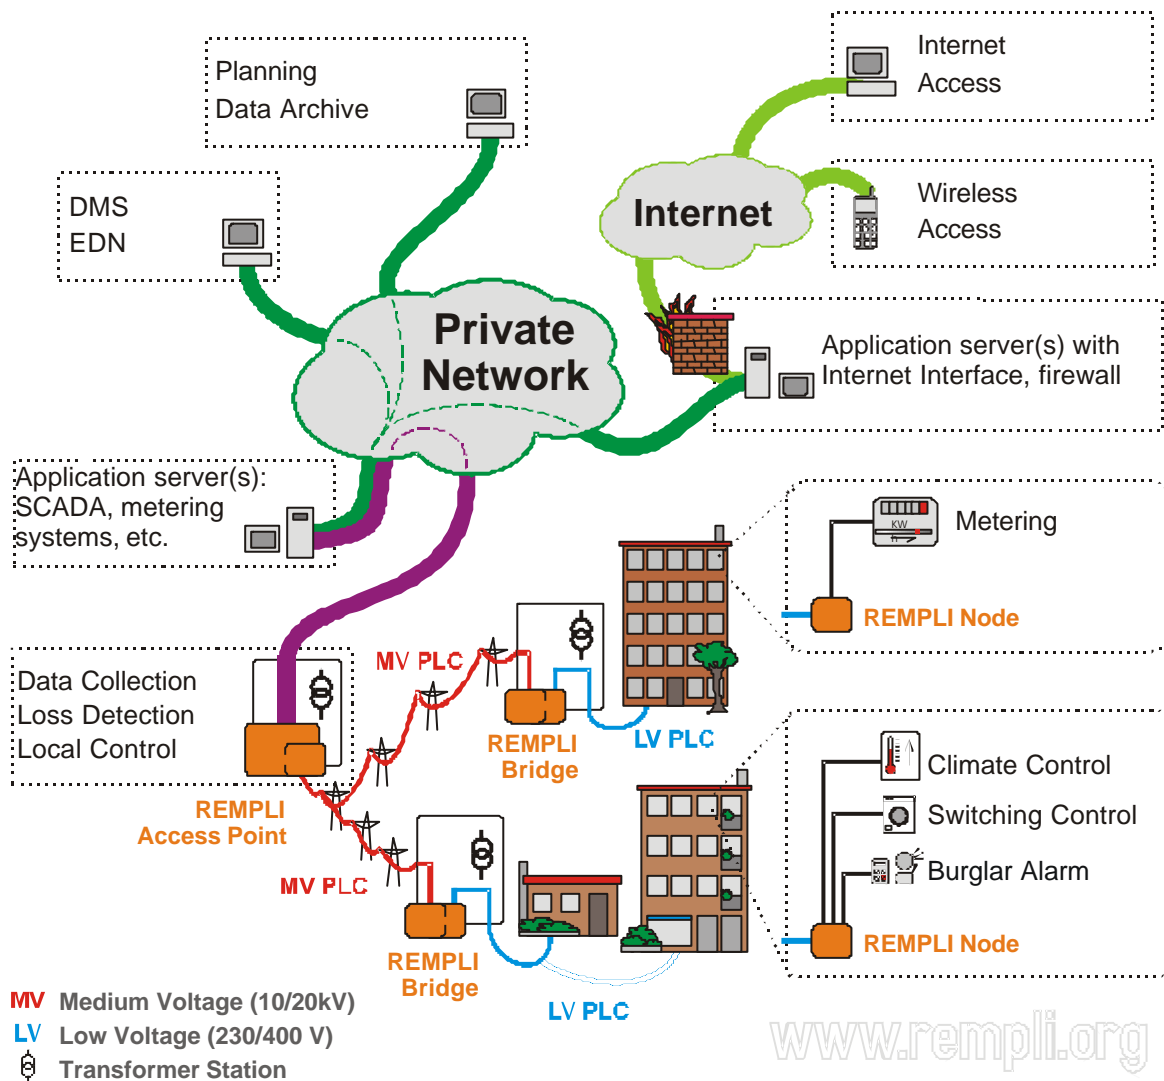 Planning
Data Archive
Internet
Access
DMS
EDN
Internet
Wireless
Access
Private
Network
Application server(s) with
Internet Interface, firewall
Application server(s):
SCADA, metering
systems, etc.
KW
h
Metering
REMPLI Node
Data Collection
Loss Detection
Local Control
MV PLC
REMPLI
Bridge
LV PLC
REMPLI
Access Point
Climate Control
Switching Control
Burglar Alarm
MV PLC
REMPLI Node
REMPLI
Bridge
LV PLC
MV Medium Voltage (10/20kV)
LV Low Voltage (230/400 V)
Transformer Station
www.rempli.org